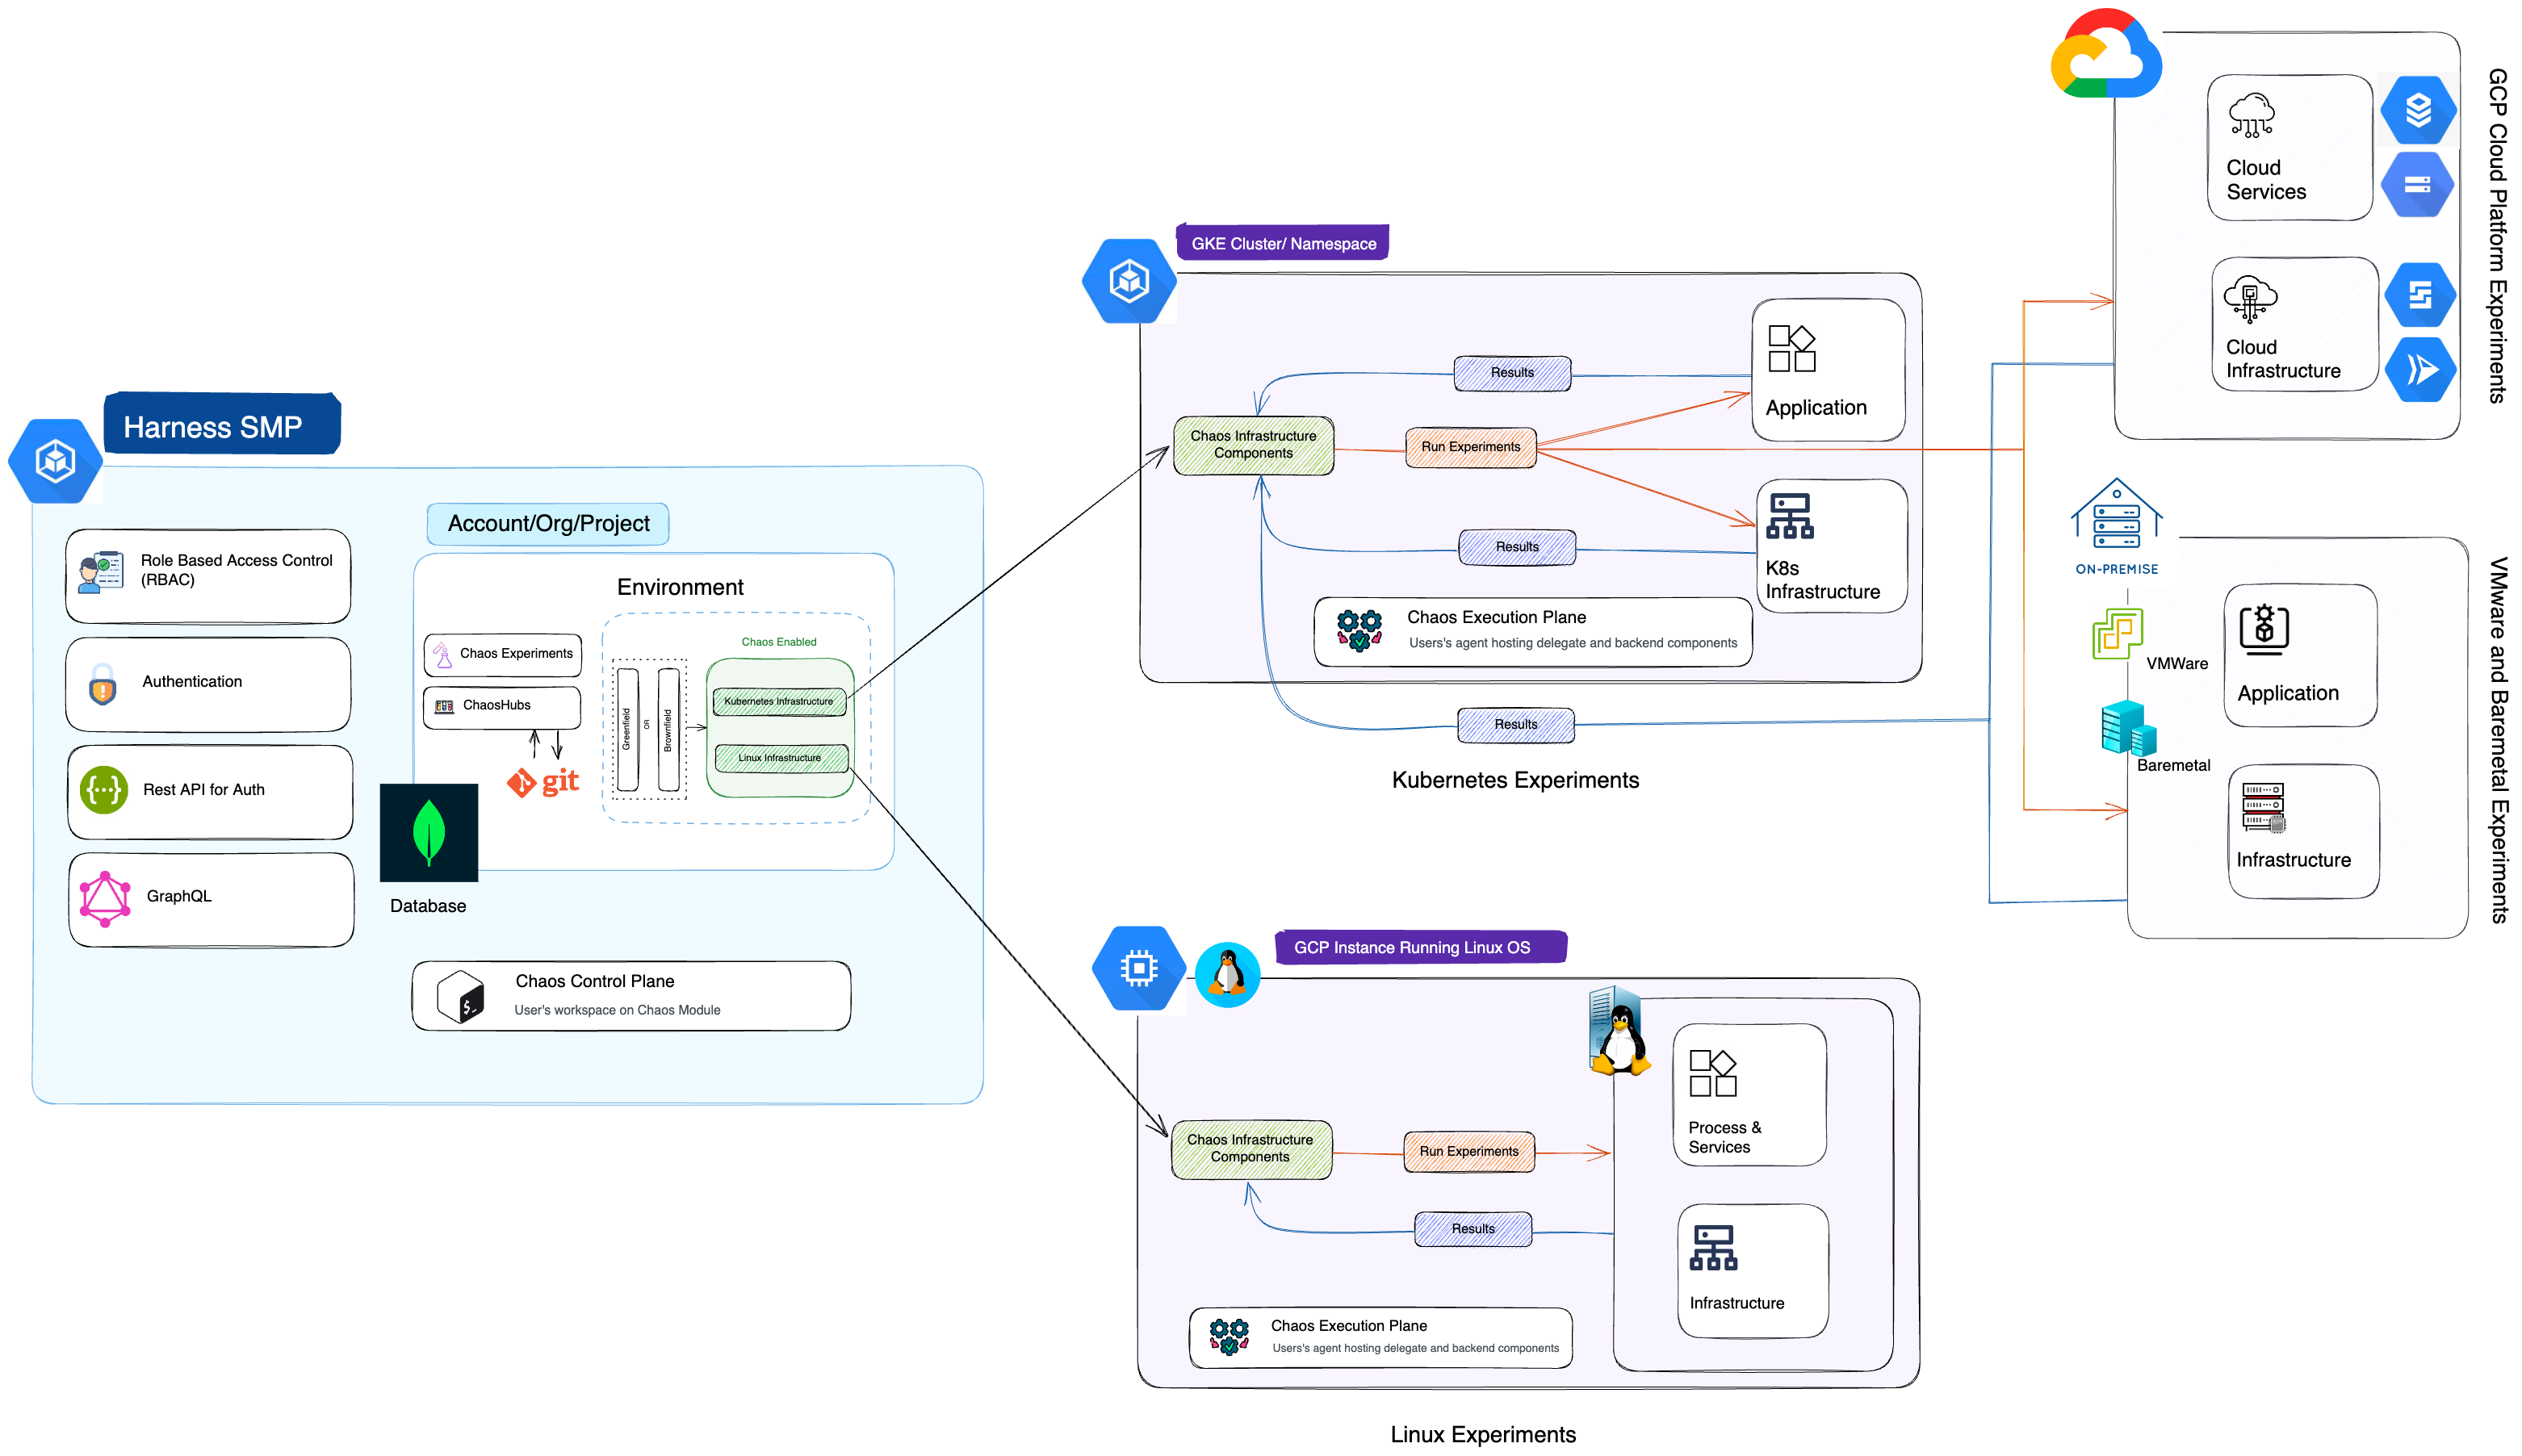 Harness SMP
Role Based Access Control
(RBAC)
Authentication
Rest API for Auth
{···}
GraphQL
Account/Org/Project
Environment
Chaos Experiments
ChaosHubs
git
Database
Greenfield
OR
Brownfield
Chaos Enabled
Kubernetes Infrastructure
Linux Infrastructure
$_
Chaos Control Plane
User's workspace on Chaos Module
GKE Cluster/ Namespace
Results
Application
Chaos Infrastructure
Components
Run Experiments
Results
K8s
Infrastructure
Chaos Execution Plane
Users's agent hosting delegate and backend components
Results
Kubernetes Experiments
GCP Instance Running Linux OS
Chaos Infrastructure
Components
Run Experiments
Results
Process &
Services
Infrastructure
Chaos Execution Plane
Users's agent hosting delegate and backend components
Linux Experiments
Cloud
Services
Cloud
Infrastructure
GCP Cloud Platform Experiments
ON-PREMISE
VMWare
Baremetal
Application
Infrastructure
VMware and Baremetal Experiments